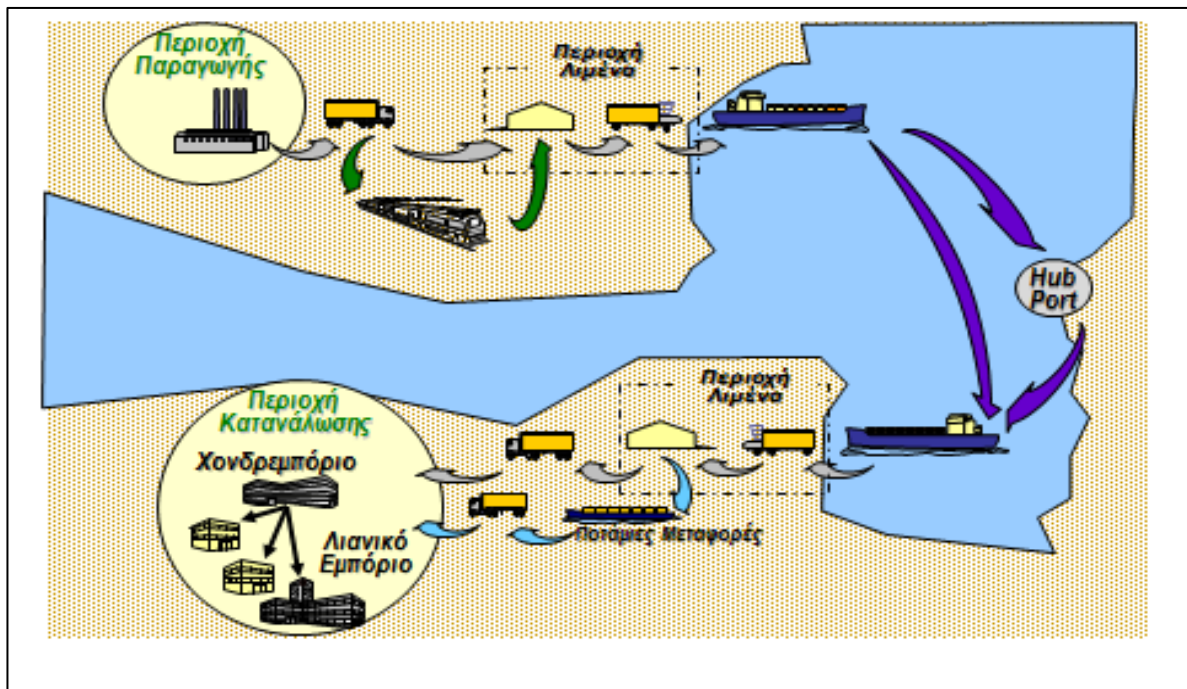 Περιοχή
Παραγωγής
Περιοχή
Λιμένα
Hub
Port
Περιοχή
Λιμένα
Περιοχή
Κατανάλωσης
Χονδρεμπόριο
Λιανικό
Εμπόριο
Ποτάμιες Μεταφορές